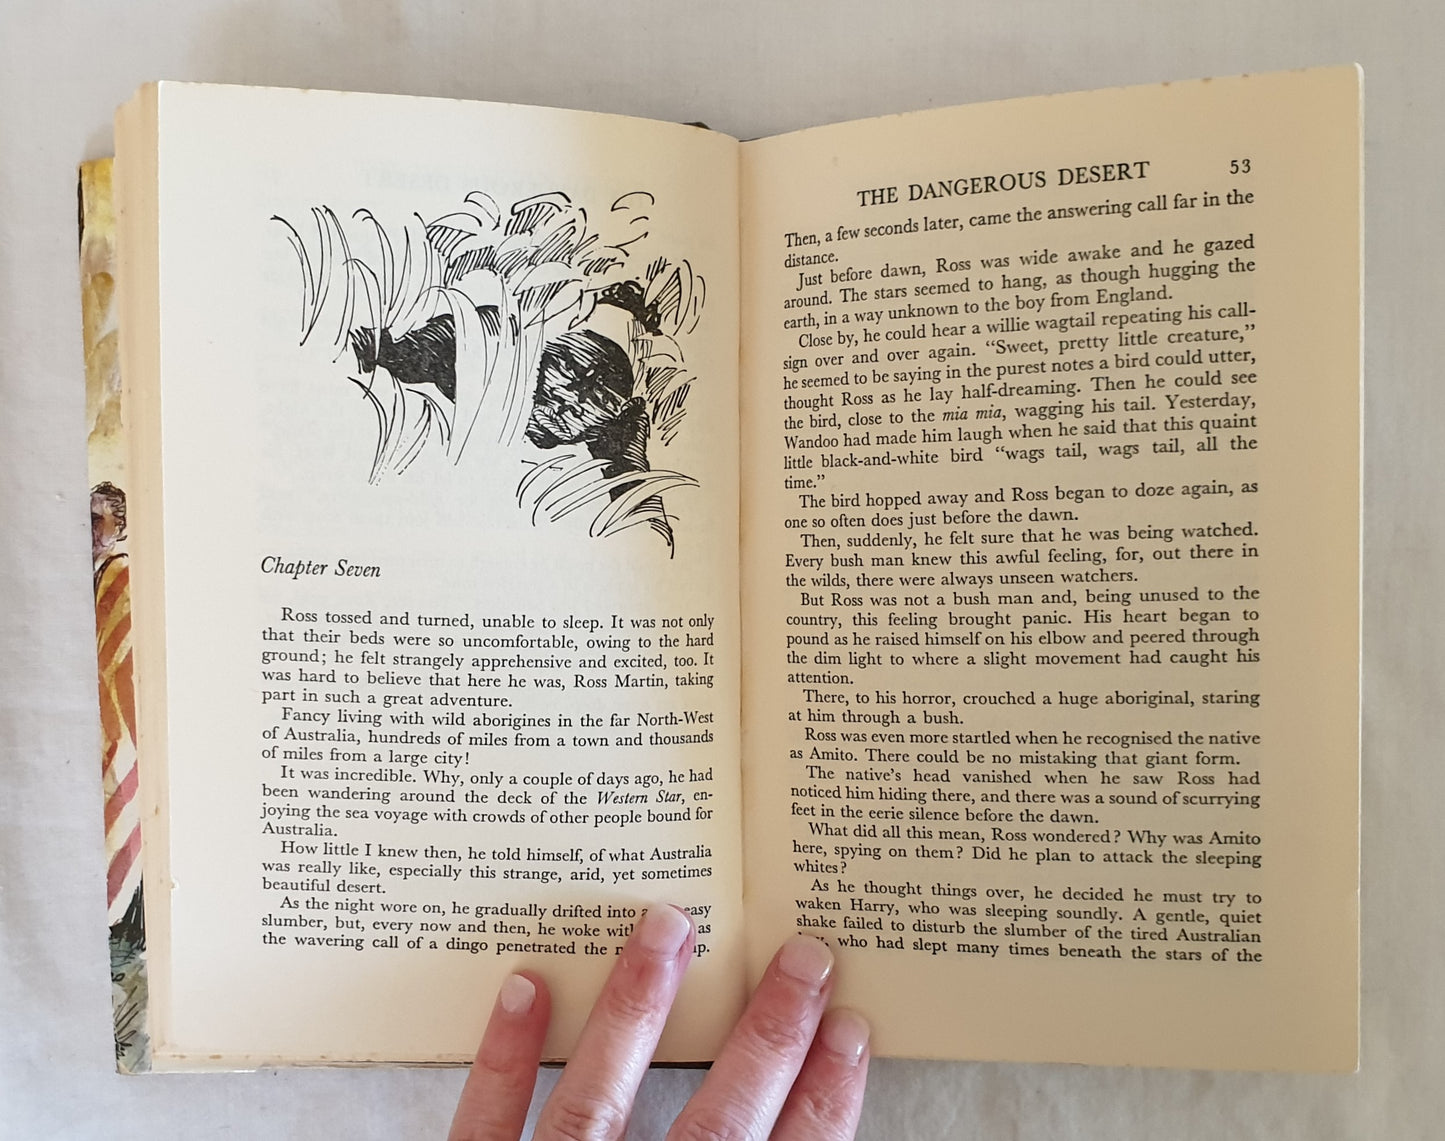 Chapter Seven
Ross tossed and turned, unable to sleep. It was not only
that their beds were so uncomfortable, owing to the hard
ground; he felt strangely apprehensive and excited, too. It
was hard to believe that here he was, Ross Martin, taking
part in such a great adventure.
Fancy living with wild aborigines in the far North-West
of Australia, hundreds of miles from a town and thousands
of miles from a large city!
It was incredible. Why, only a couple of days ago, he had
been wandering around the deck of the Western Star, en-
joying the sea voyage with crowds of other people bound for
Australia.
How little I knew then, he told himself, of what Australia
was really like, especially this strange, arid, yet sometimes
beautiful desert.
As the night wore on, he gradually drifted into
slumber, but, every now and then, he woke as
the wavering call of a dingo penetrated the
THE DANGEROUS DESERT 53
Then, a few seconds later, came the answering call far in the
distance.
Just before dawn, Ross was wide awake and he gazed
around. The stars seemed to hang, as though hugging the
earth, in a way unknown to the boy from England.
Close by, he could hear a willie wagtail repeating his call-
sign over and over again. “Sweet, pretty little creature,”
he seemed to be saying in the purest notes a bird could utter,
thought Ross as he lay half-dreaming. Then he could see
the bird, close to the mia mia, wagging his tail. Yesterday,
Wandoo had made him laugh when he said that this quaint
little black-and-white bird “wags tail, wags tail, all the
time.”
The bird hopped away and Ross began to doze again, as
one so often does just before the dawn.
Then, suddenly, he felt sure that he was being watched.
Every bush man knew this awful feeling, for, out there in
the wilds, there were always unseen watchers.
But Ross was not a bush man and, being unused to the
country, this feeling brought panic. His heart began to
pound as he raised himself on his elbow and peered through
the dim light to where a slight movement had caught his
attention.
There, to his horror, crouched a huge aboriginal, staring
at him through a bush.
Ross was even more startled when he recognised the native
as Amito. There could be no mistaking that giant form.
The native’s head vanished when he saw Ross had
noticed him hiding there, and there was a sound of scurrying
feet in the eerie silence before the dawn.
What did all this mean, Ross wondered? Why was Amito
here, spying on them? Did he plan to attack the sleeping
whites?
As he thought things over, he decided he must try to
waken Harry, who was sleeping soundly. A gentle, quiet
shake failed to disturb the slumber of the tired Australian
who had slept many times beneath the stars of the